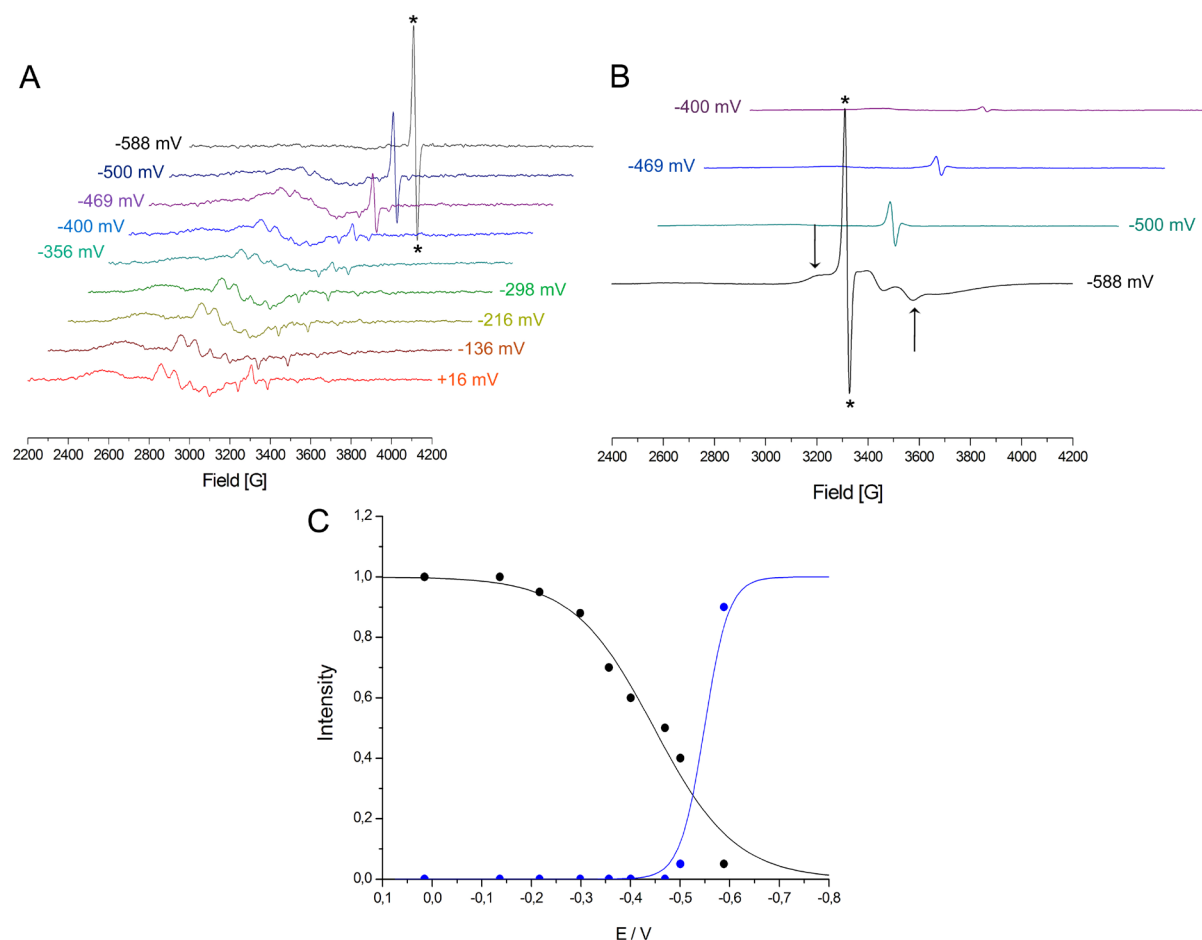 A
*
-588 mV
-500 mV
-469 mV
-400 mV
-356 mV
-298 mV
-216 mV
-136 mV
+16 mV
*
2200 2400 2600 2800 3000 3200 3400 3600 3800 4000 4200
Field [G]
B
*
-400 mV
-469 mV
-500 mV
-588 mV
*
2400 2600 2800 3000 3200 3400 3600 3800 4000 4200
Field [G]
C
1,2
1,0
0,8
0,6
0,4
0,2
0,0
Intensity
0,1 0,0 -0,1 -0,2 -0,3 -0,4 -0,5 -0,6 -0,7 -0,8
E / V